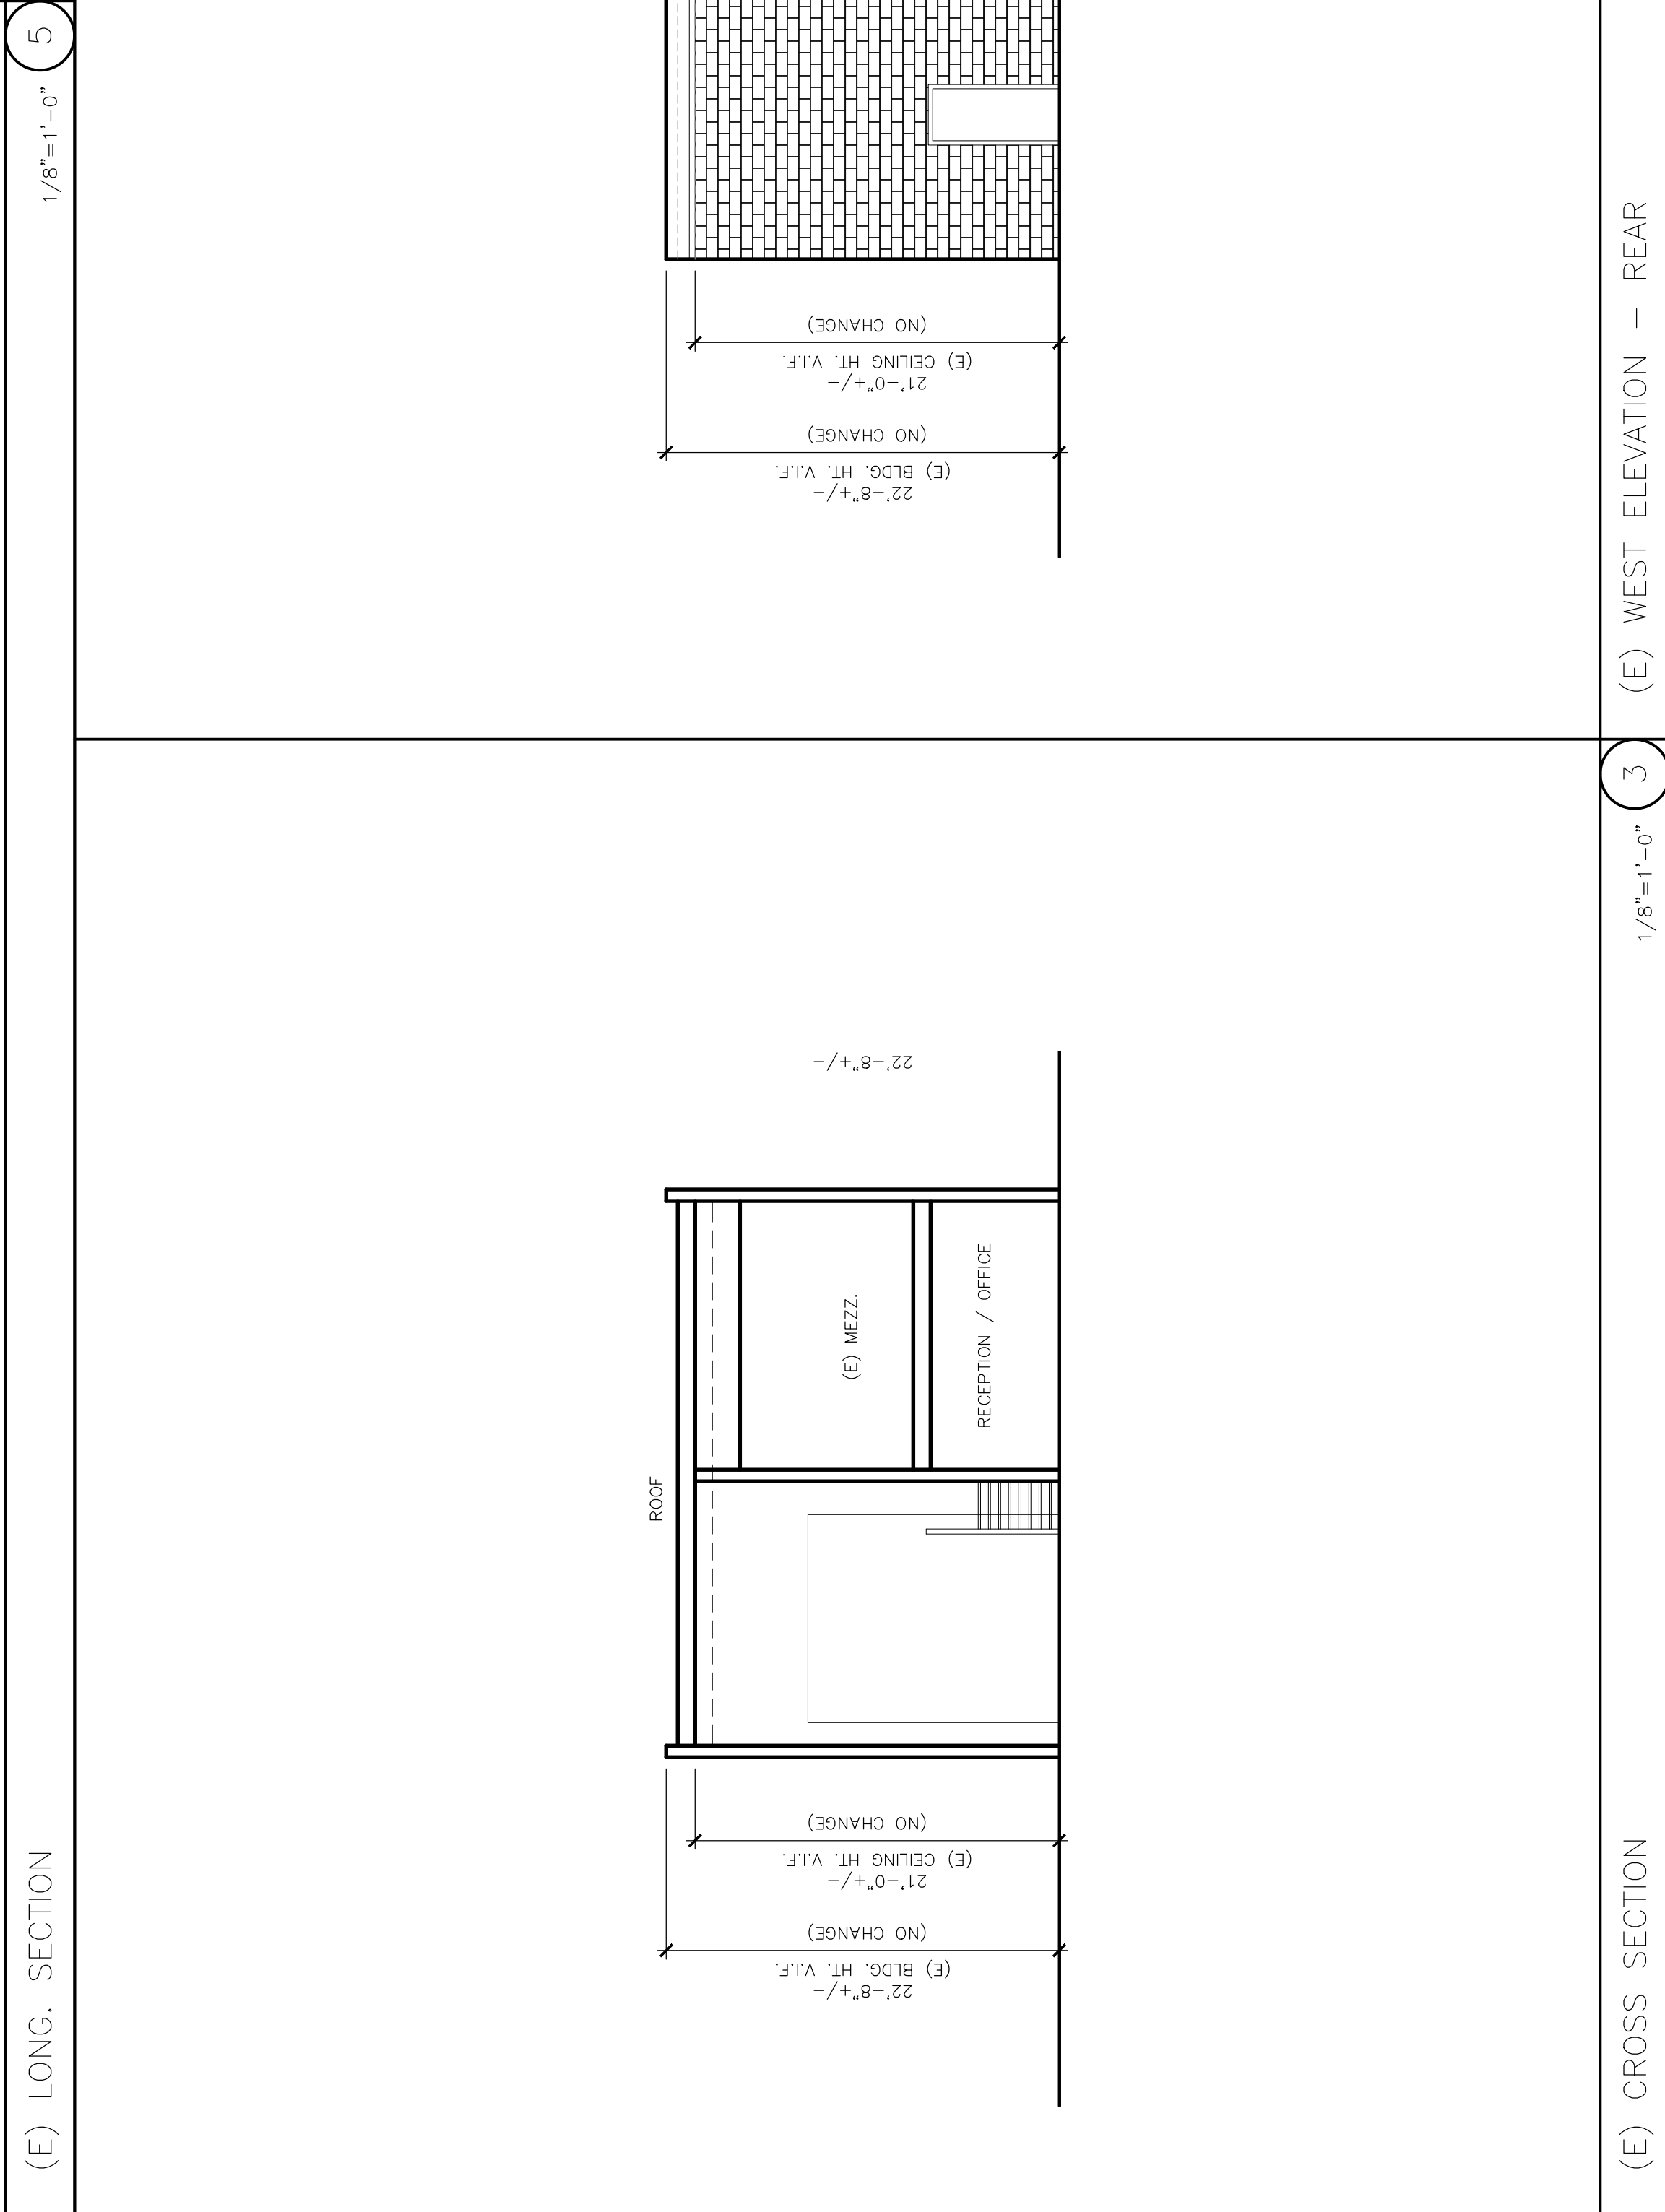 (E) LONG. SECTION
1/8"=1'-0"
5
22'-8"+/-
(E) BLDG. HT. V.I.F.
(NO CHANGE)
21'-0"+/-
(E) CEILING HT. V.I.F.
(NO CHANGE)
ROOF
(E) MEZZ.
RECEPTION / OFFICE
22'-8"+/-
(E) CROSS SECTION
1/8"=1'-0"
3
22'-8"+/-
(E) BLDG. HT. V.I.F.
(NO CHANGE)
21'-0"+/-
(E) CEILING HT. V.I.F.
(NO CHANGE)
(E) WEST ELEVATION - REAR